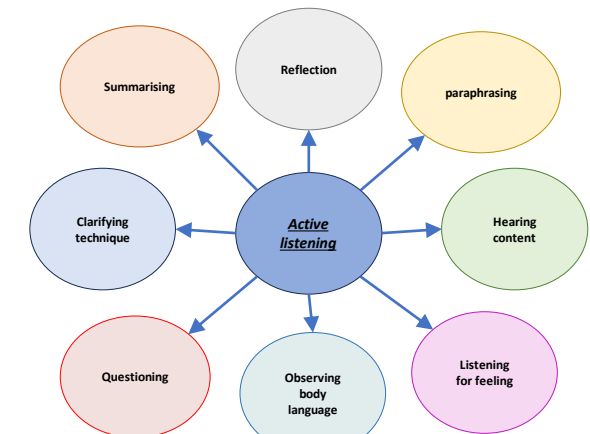 Reflection
Summarising
paraphrasing
Clarifying
technique
Active
listening
Hearing
content
Questioning
Observing
body
language
Listening
for feeling